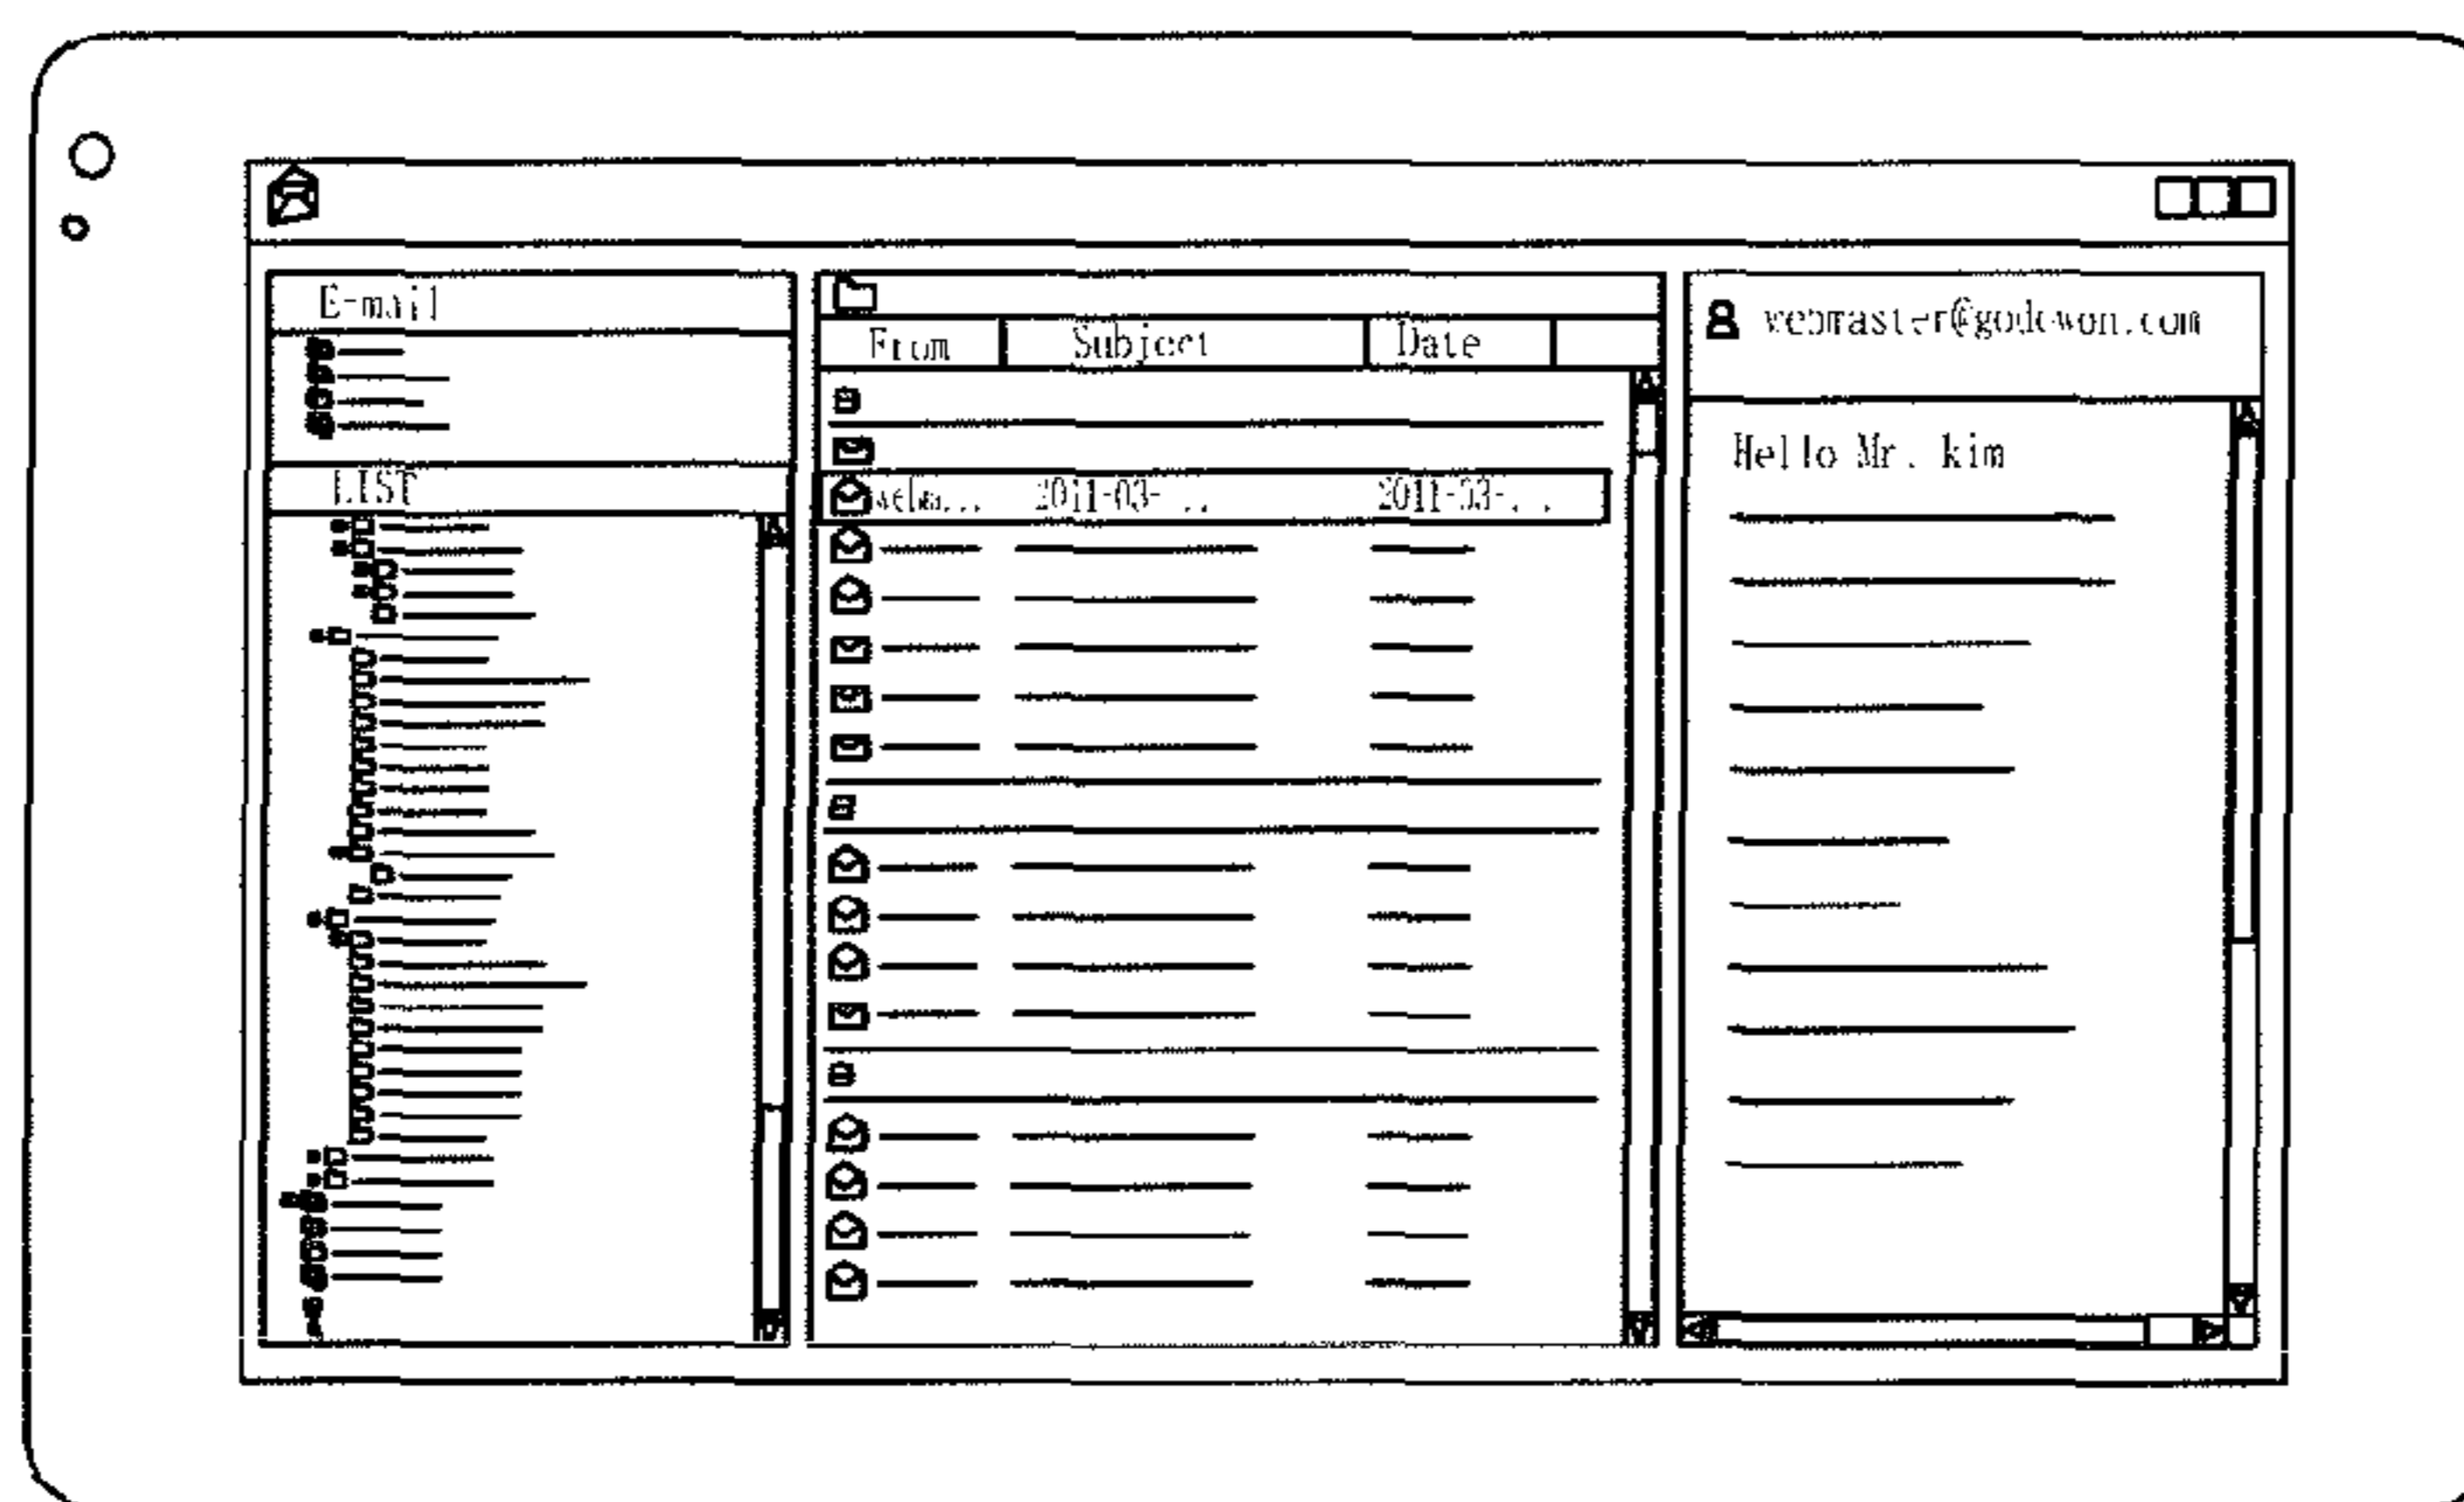 E-mail
LIST
From Subject Date
2011-03-... 2011-03-...
webmaster@godowon.com
Hello Mr. kim